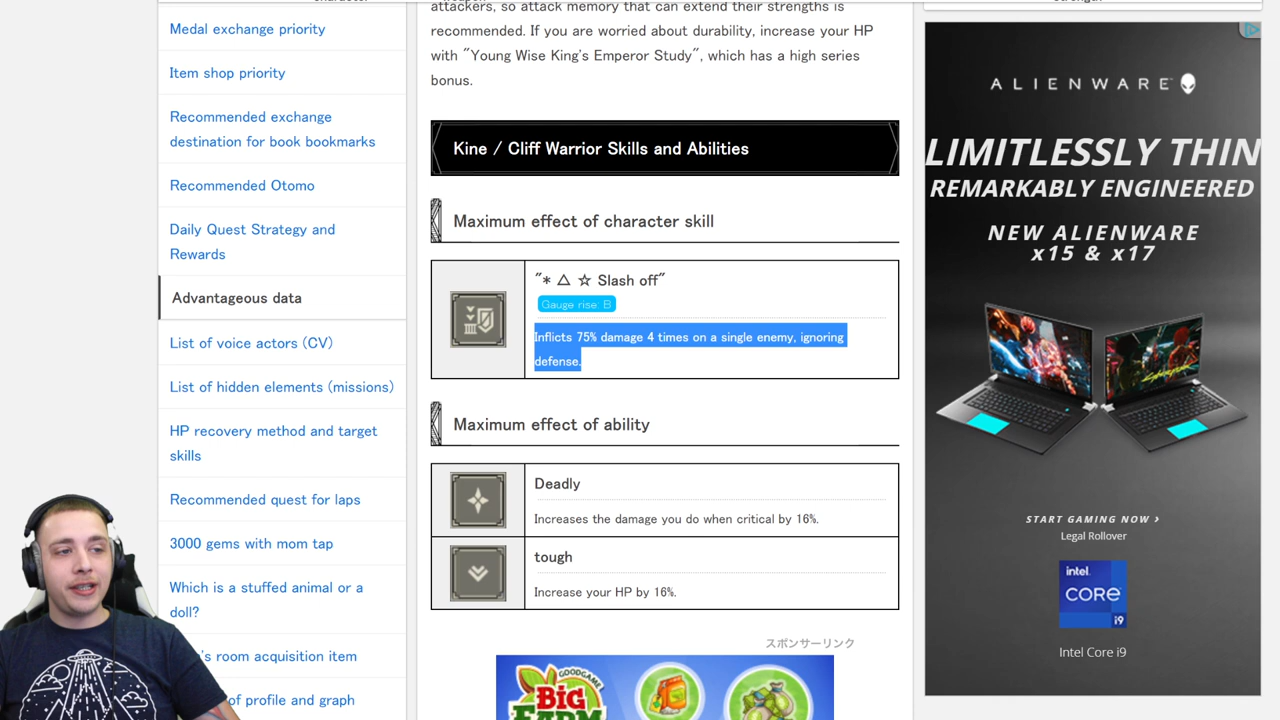 Medal exchange priority
Item shop priority
Recommended exchange
destination for book bookmarks
Recommended Otomo
Daily Quest Strategy and
Rewards
Advantageous data
List of voice actors (CV)
List of hidden elements (missions)
HP recovery method and target
skills
Recommended quest for laps
3000 gems with mom tap
Which is a stuffed animal or a
doll?
's room acquisition item
of profile and graph
attackers, so attack memory that can extend their strengths is
recommended. If you are worried about durability, increase your HP
with "Young Wise King's Emperor Study", which has a high series
bonus.
Kine / Cliff Warrior Skills and Abilities
Maximum effect of character skill
"* △ ☆ Slash off"
Gauge rise: B
Inflicts 75% damage 4 times on a single enemy, ignoring
defense.
Maximum effect of ability
Deadly
Increases the damage you do when critical by 16%.
tough
Increase your HP by 16%.
スポンサーリンク
GOODGAME
BIG
FARM
ALIENWARE
LIMITLESSLY THIN
REMARKABLY ENGINEERED
NEW ALIENWARE
x15 & x17
START GAMING NOW ›
Legal Rollover
intel.
CORE
i9
Intel Core i9